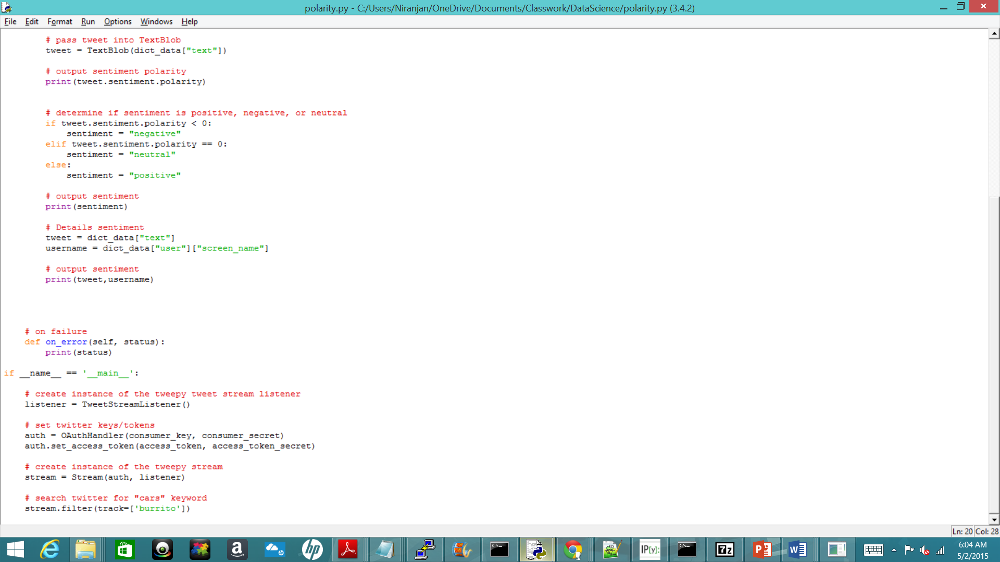 polarity.py - C:/Users/Niranjan/OneDrive/Documents/Classwork/DataScience/polarity.py (3.4.2)
File Edit Format Run Options Windows Help
# pass tweet into TextBlob
tweet = TextBlob(dict_data["text"])
# output sentiment polarity
print(tweet.sentiment.polarity)
# determine if sentiment is positive, negative, or neutral
if tweet.sentiment.polarity < 0:
sentiment = "negative"
elif tweet.sentiment.polarity == 0:
sentiment = "neutral"
else:
sentiment = "positive"
# output sentiment
print(sentiment)
# Details sentiment
tweet = dict_data["text"]
username = dict_data["user"]["screen_name"]
# output sentiment
print(tweet,username)
# on failure
def on_error(self, status):
print(status)
if __name__ == '__main__':
# create instance of the tweepy tweet stream listener
listener = TweetStreamListener()
# set twitter keys/tokens
auth = OAuthHandler(consumer_key, consumer_secret)
auth.set_access_token(access_token, access_token_secret)
# create instance of the tweepy stream
stream = Stream(auth, listener)
# search twitter for "cars" keyword
stream.filter(track=['burrito'])
Ln: 20 Col: 28
a hp hp IP[y]: 7z P W
6:04 AM
5/2/2015